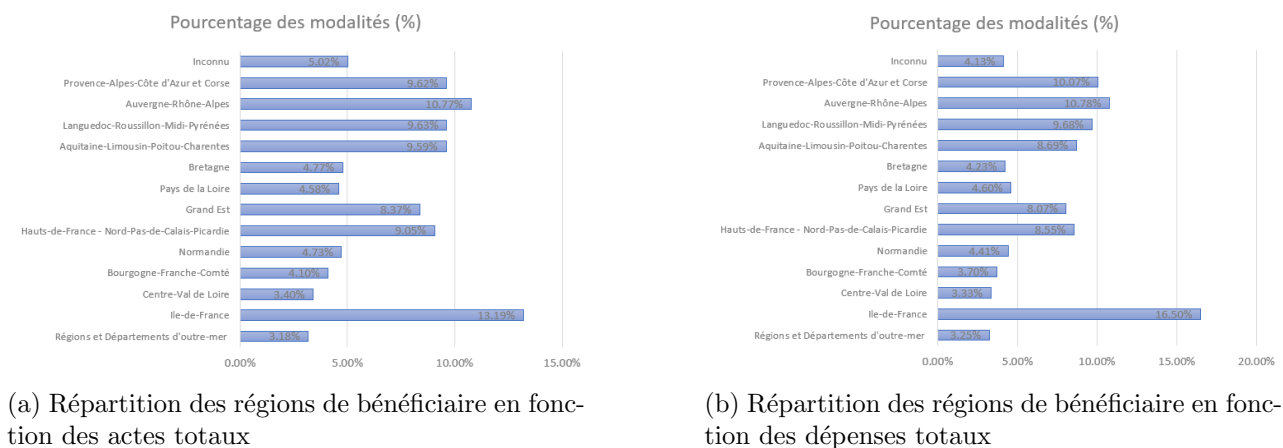 Pourcentage des modalités (%)
Inconnu 5.02%
Provence-Alpes-Côte d'Azur et Corse 9.62%
Auvergne-Rhône-Alpes 10.77%
Languedoc-Roussillon-Midi-Pyrénées 9.63%
Aquitaine-Limousin-Poitou-Charentes 9.59%
Bretagne 4.77%
Pays de la Loire 4.58%
Grand Est 8.37%
Hauts-de-France - Nord-Pas-de-Calais-Picardie 9.05%
Normandie 4.73%
Bourgogne-Franche-Comté 4.10%
Centre-Val de Loire 3.40%
Ile-de-France 13.19%
Régions et Départements d'outre-mer 3.18%
0.00% 5.00% 10.00% 15.00%
(a) Répartition des régions de bénéficiaire en fonc-
tion des actes totaux
Pourcentage des modalités (%)
Inconnu 4.13%
Provence-Alpes-Côte d'Azur et Corse 10.07%
Auvergne-Rhône-Alpes 10.78%
Languedoc-Roussillon-Midi-Pyrénées 9.68%
Aquitaine-Limousin-Poitou-Charentes 8.69%
Bretagne 4.23%
Pays de la Loire 4.60%
Grand Est 8.07%
Hauts-de-France - Nord-Pas-de-Calais-Picardie 8.55%
Normandie 4.41%
Bourgogne-Franche-Comté 3.70%
Centre-Val de Loire 3.33%
Ile-de-France 16.50%
Régions et Départements d'outre-mer 3.25%
0.00% 5.00% 10.00% 15.00% 20.00%
(b) Répartition des régions de bénéficiaire en fonc-
tion des dépenses totaux